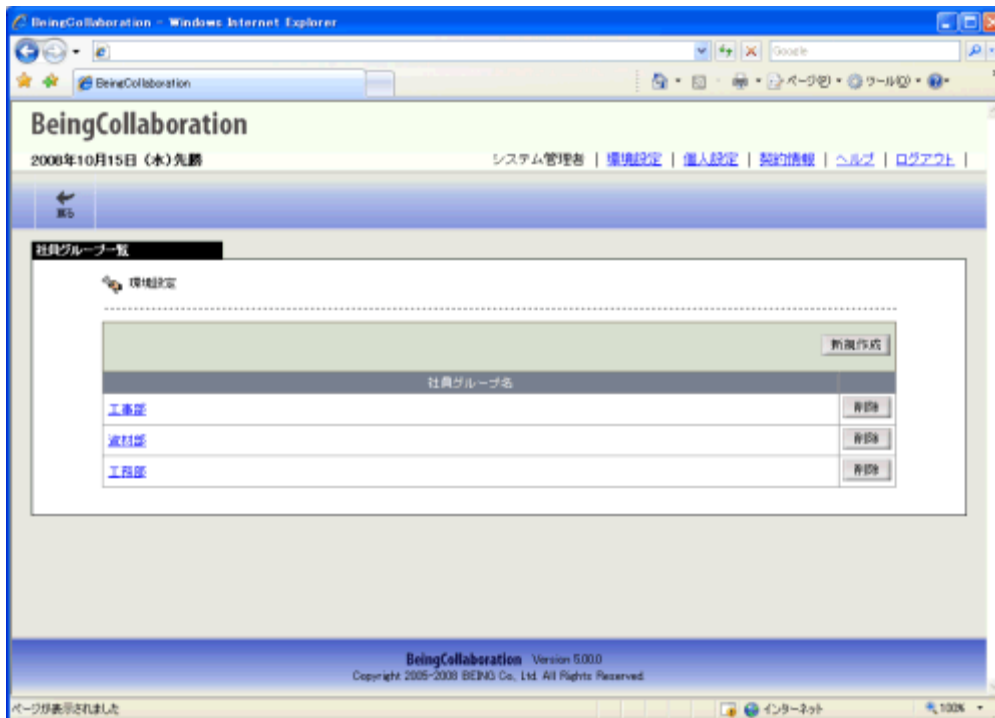 BeingCollaboration - Windows Internet Explorer
Google
BeingCollaboration
ページ(P)
ツール(O)
BeingCollaboration
2008年10月15日（水）先勝
システム管理者 | 環境設定 | 個人設定 | 契約情報 | ヘルプ | ログアウト |
戻る
社員グループ一覧
環境設定
新規作成
社員グループ名
工事部
削除
資材部
削除
工務部
削除
BeingCollaboration Version 5.00.0
Copyright 2005-2008 BEING Co., Ltd. All Rights Reserved.
ページが表示されました
インターネット
100%